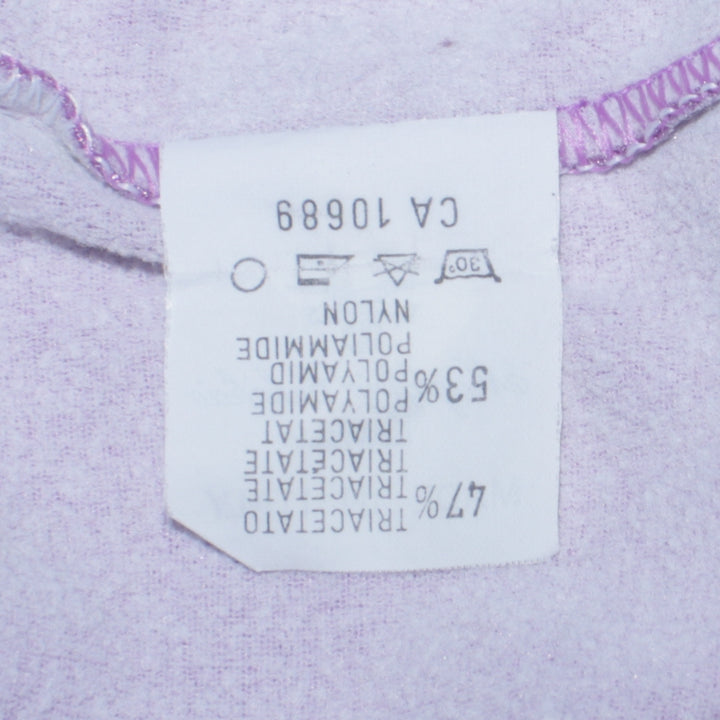 47% TRIACETATO
TRIACETATE
TRIACÉTATE
TRIACETAT
53% POLYAMIDE
POLYAMID
POLIAMMIDE
NYLON
30°
CA 10689